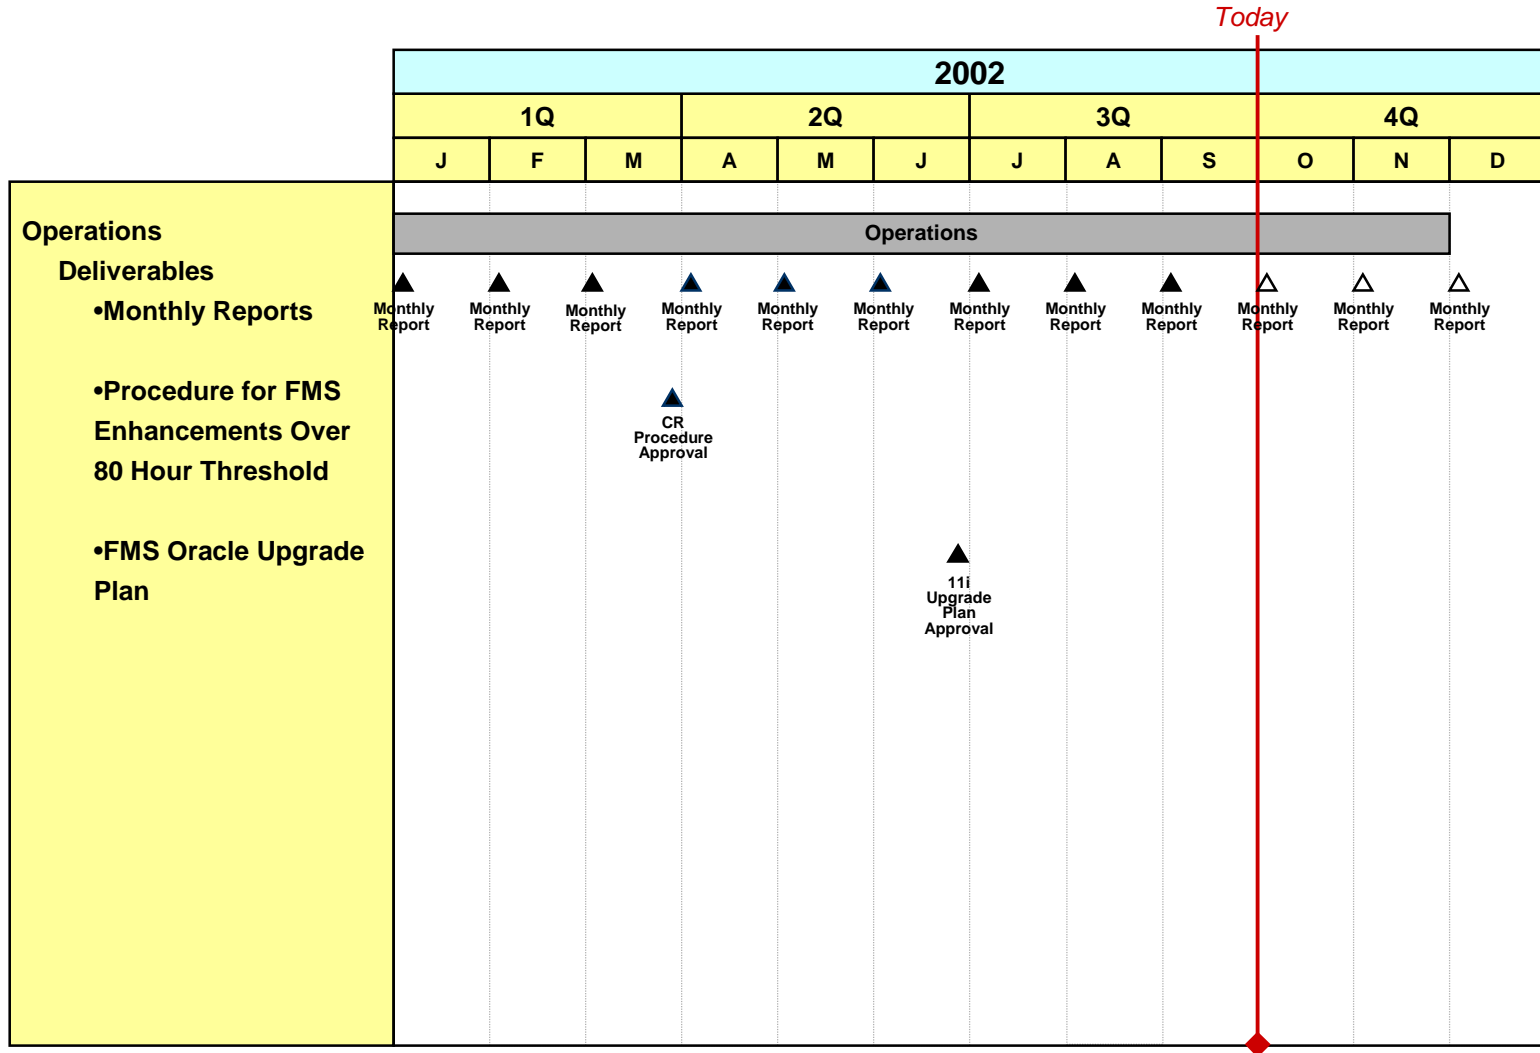 Today
2002
1Q 2Q 3Q 4Q
J F M A M J J A S O N D
Operations
Operations
Deliverables
•Monthly Reports
Monthly Monthly Monthly Monthly Monthly Monthly Monthly Monthly Monthly Monthly Monthly Monthly
Report Report Report Report Report Report Report Report Report Report Report Report
•Procedure for FMS
Enhancements Over
80 Hour Threshold
CR
Procedure
Approval
•FMS Oracle Upgrade
Plan
11i
Upgrade
Plan
Approval